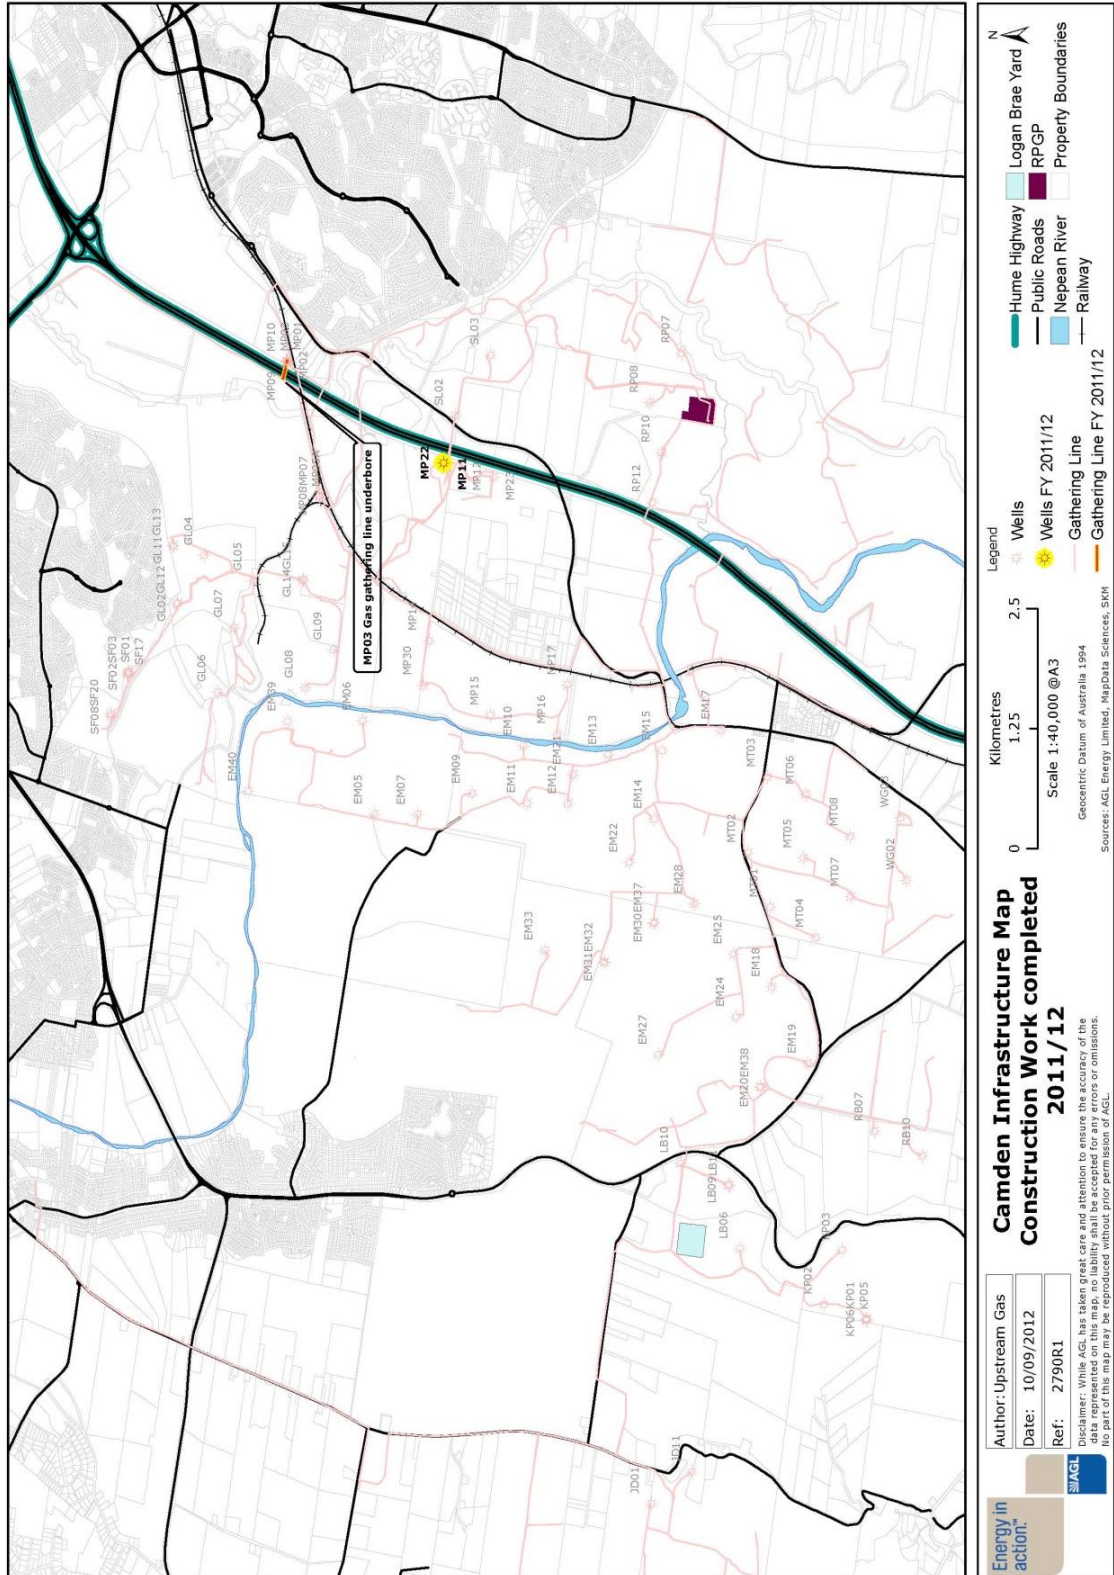 SF08SF20
SF02SF03
SF01
SF17
GL02GL12
GL11GL13
GL04
GL06
GL07
GL05
EM40
GL08
GL14
GL09
MP09
MP10
MP01
MP02
MP08MP07
EM06
EM05
EM07
MP30
MP03 Gas gathering line underbore
MP22
MP11
MP12
MP23
SL02
SL03
EM09
MP15
EM10
EM11
MP16
MP17
EM12
EM21
EM13
EM33
EM31EM32
EM22
EM14
EM30EM37
EM28
EM27
RP12
RP10
RP08
RP07
JD01
LB10
LB09
LB06
EM25
EM24
EM18
EM17
MT02
MT01
MT03
EM20EM38
EM19
MT05
MT06
MT04
MT07
MT08
KP02
KP06KP01
KP05
RB07
RB10
WG02
Energy in
action.™
AGL
Author: Upstream Gas
Date: 10/09/2012
Ref: 2790R1
Disclaimer: While AGL has taken great care and attention to ensure the accuracy of the
data represented on this map, no liability shall be accepted for any errors or omissions.
No part of this map may be reproduced without prior permission of AGL.
Camden Infrastructure Map
Construction Work completed
2011/12
Kilometres
0 1.25 2.5
Scale 1:40,000 @A3
Geocentric Datum of Australia 1994
Sources: AGL Energy Limited, MapData Sciences, SKM
Legend
Wells
Wells FY 2011/12
Gathering Line
Gathering Line FY 2011/12
Hume Highway
Public Roads
Nepean River
Railway
Logan Brae Yard
RPGP
Property Boundaries
N